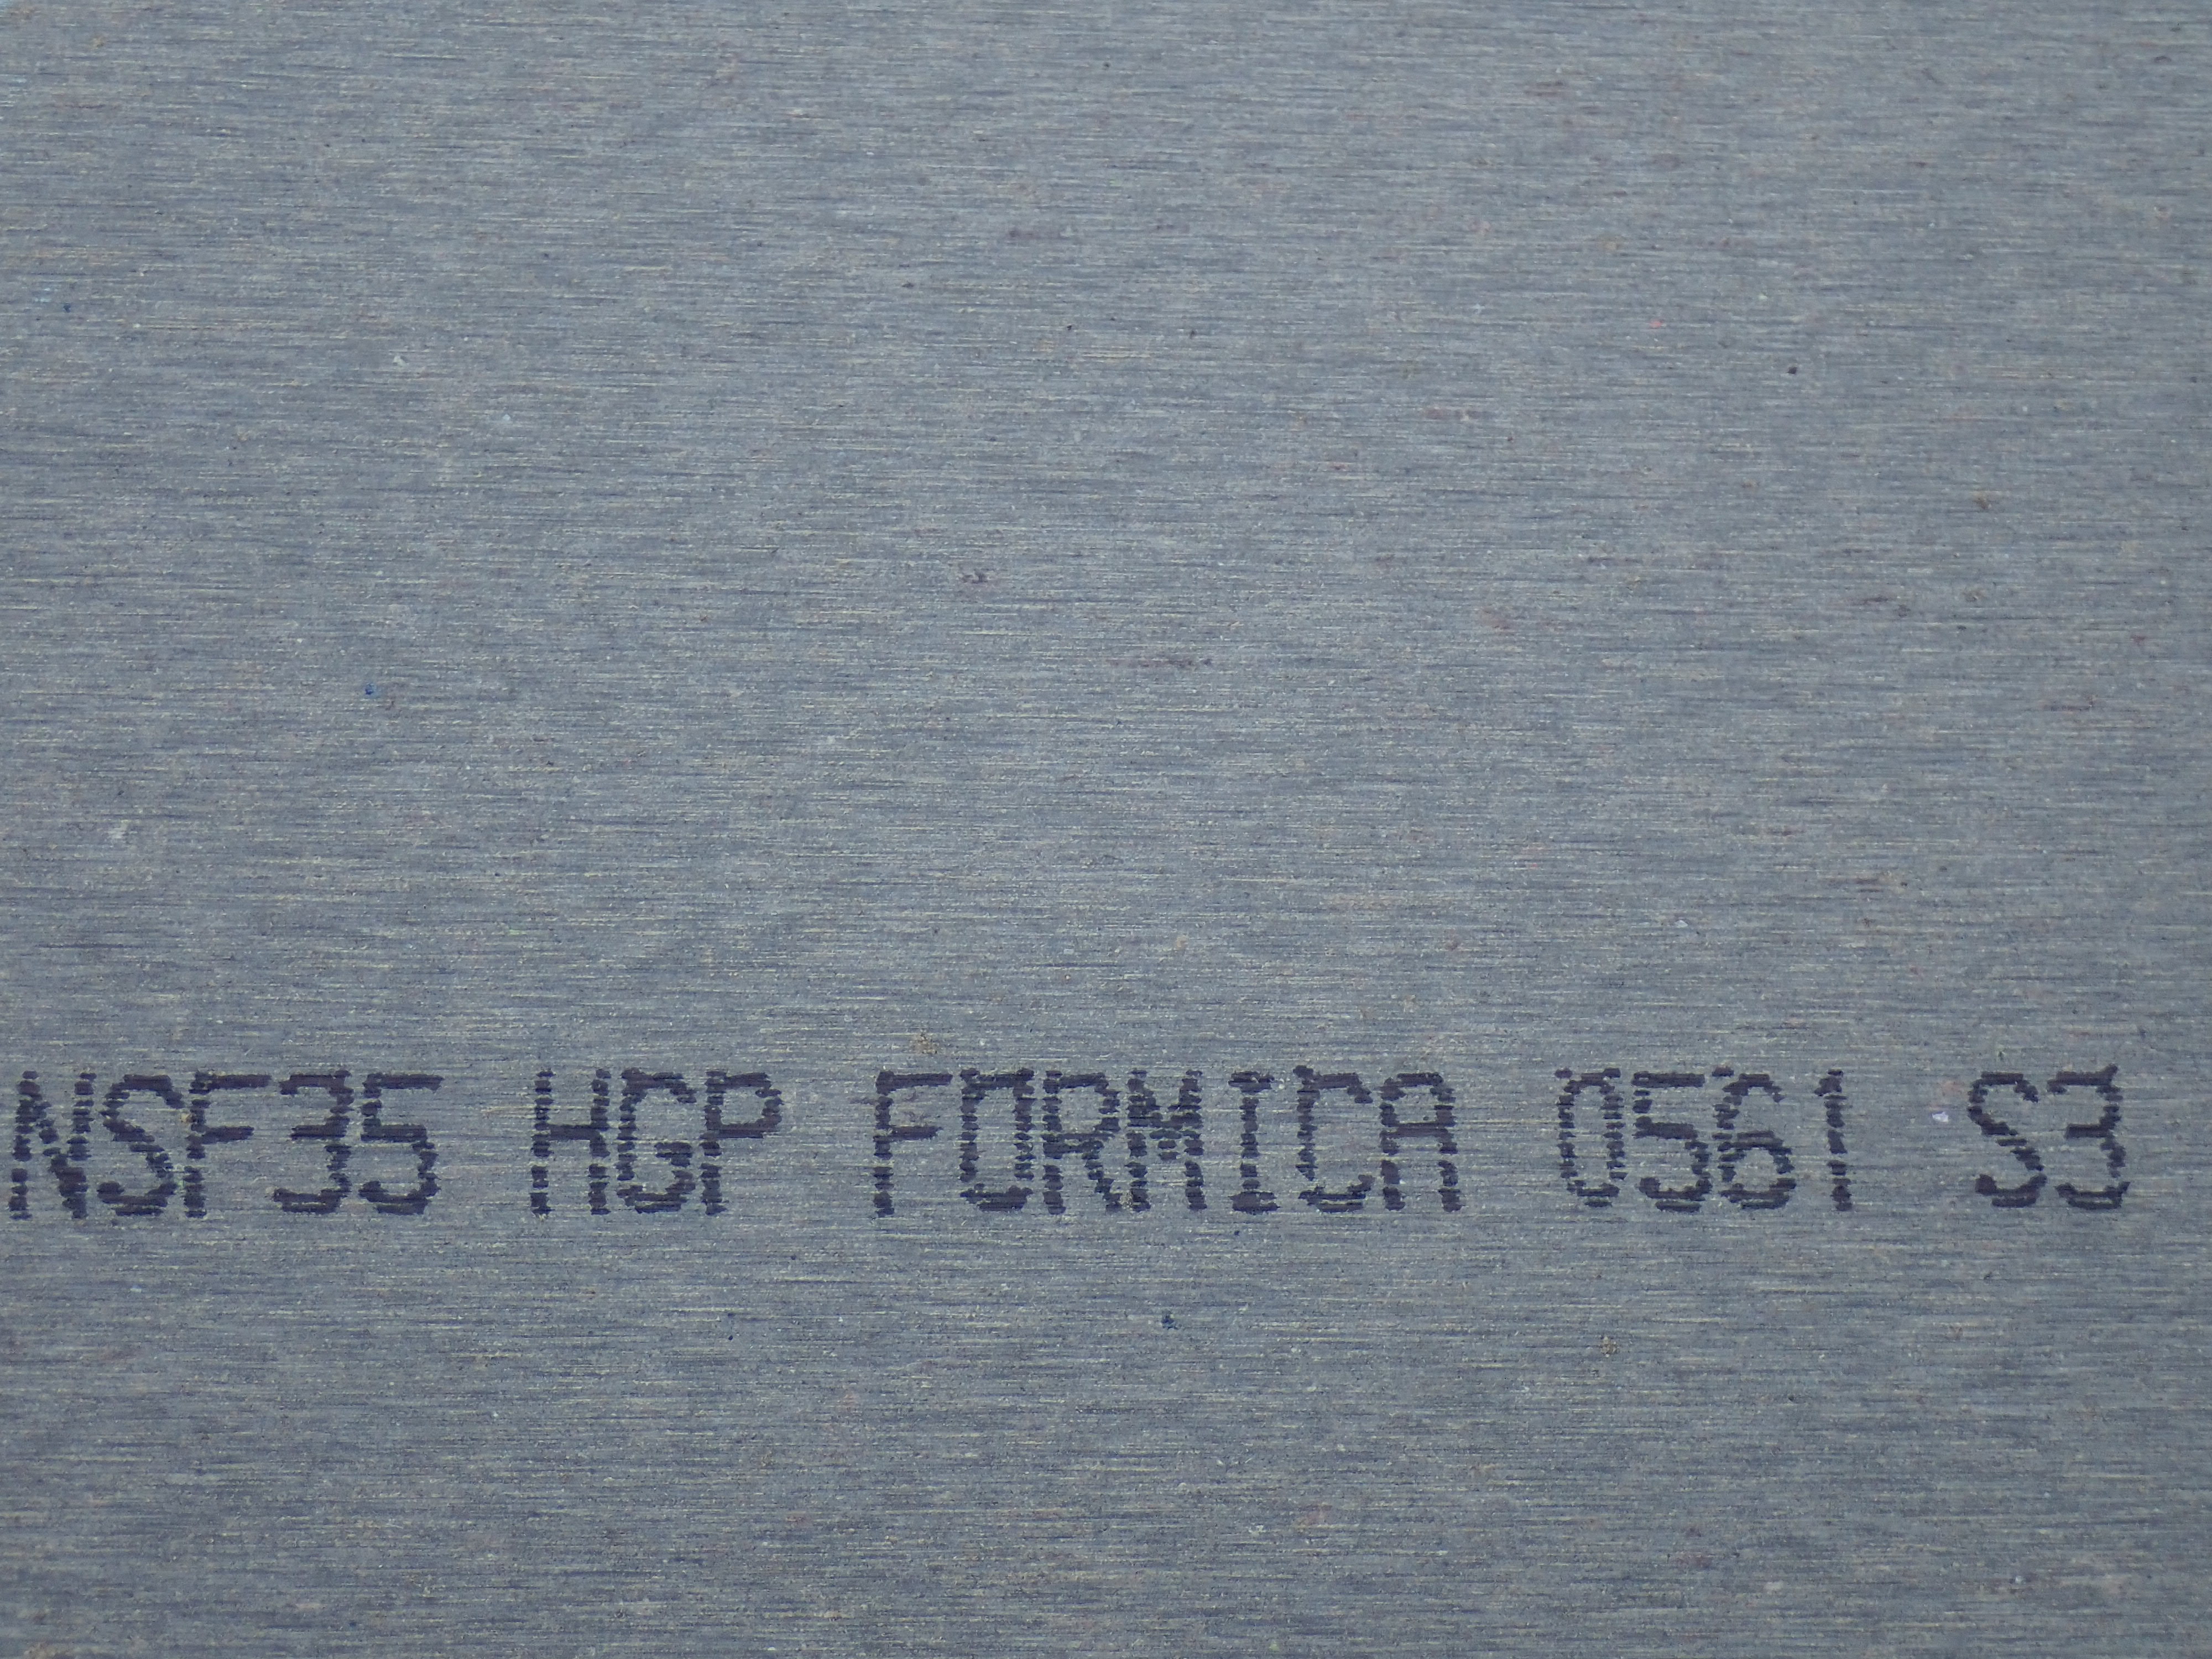 NSF35 HGP FORMICA 0561 S3